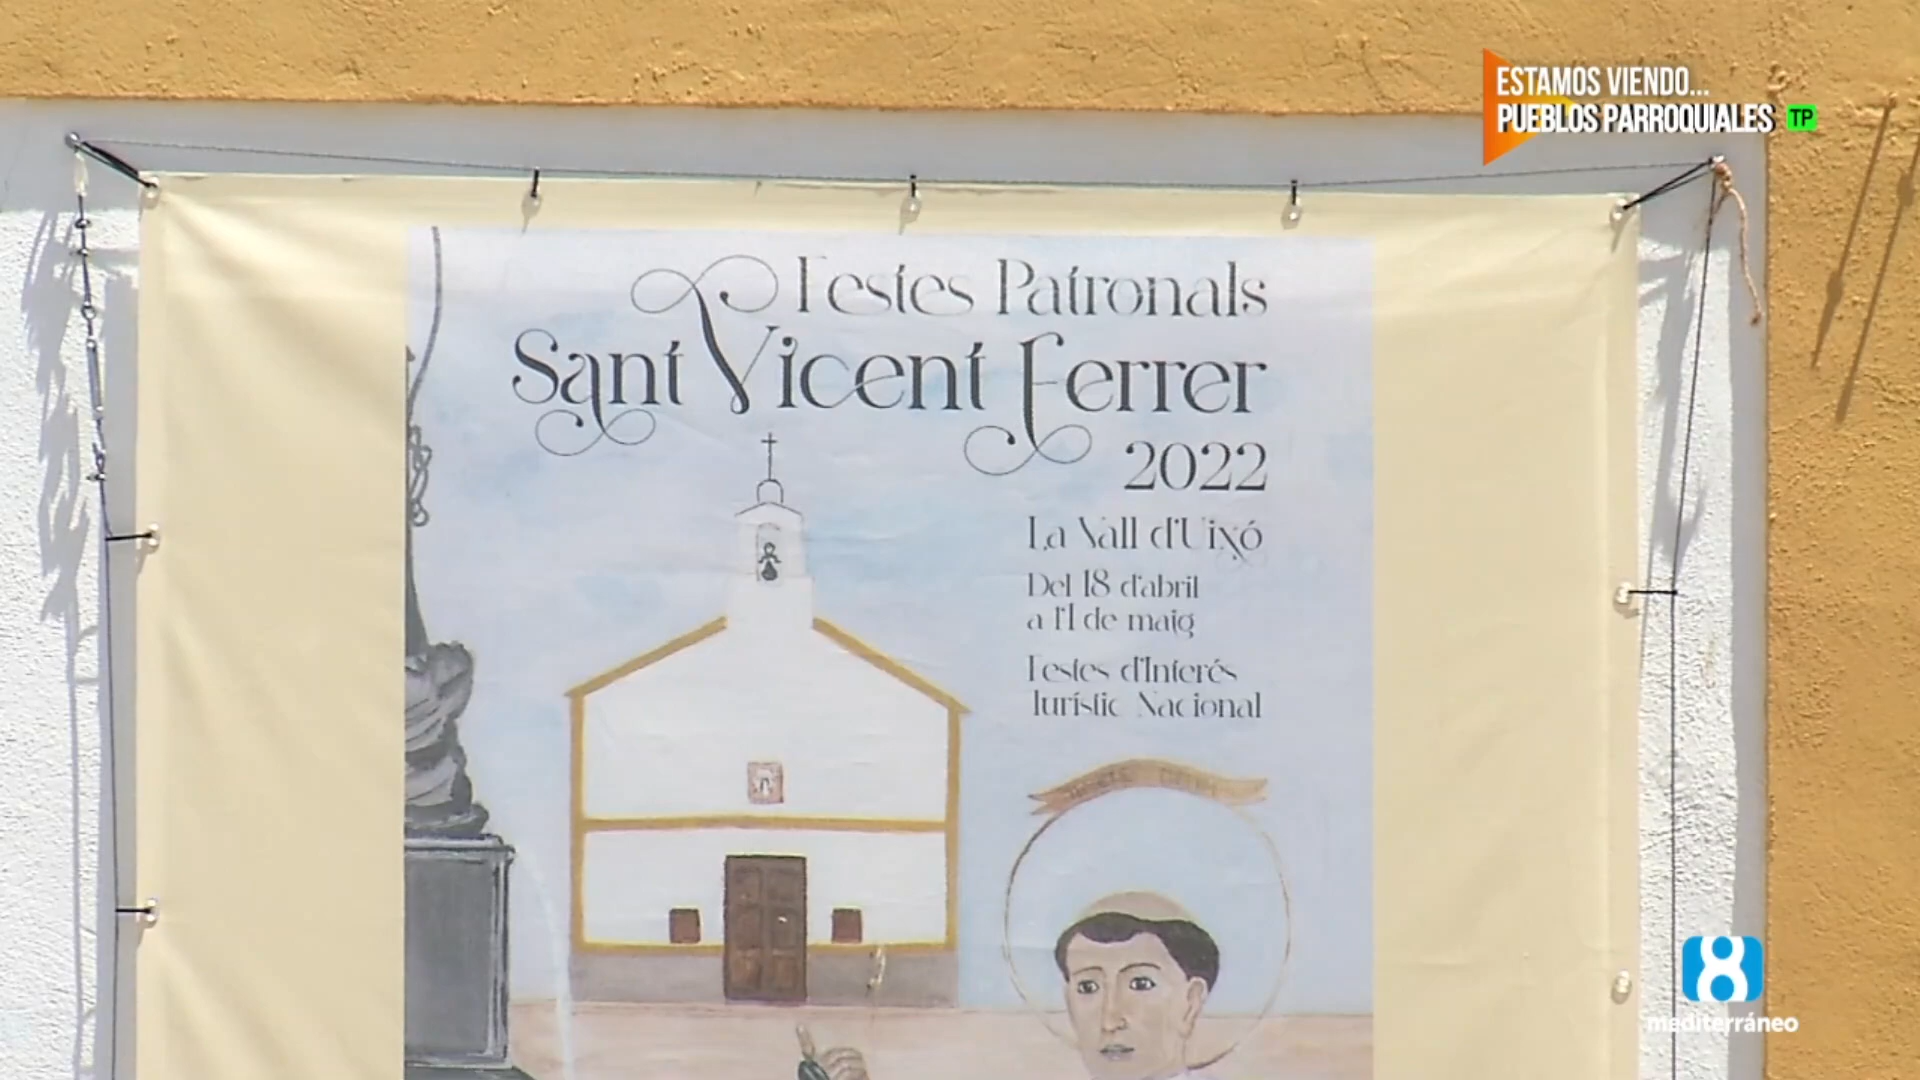 ESTAMOS VIENDO...
PUEBLOS PARROQUIALES TP
Festes Patronals
Sant Vicent Ferrer
2022
La Vall d'Uixó
Del 18 d'abril
a l'1 de maig
Festes d'Interés
Turístic Nacional
8
mediterráneo